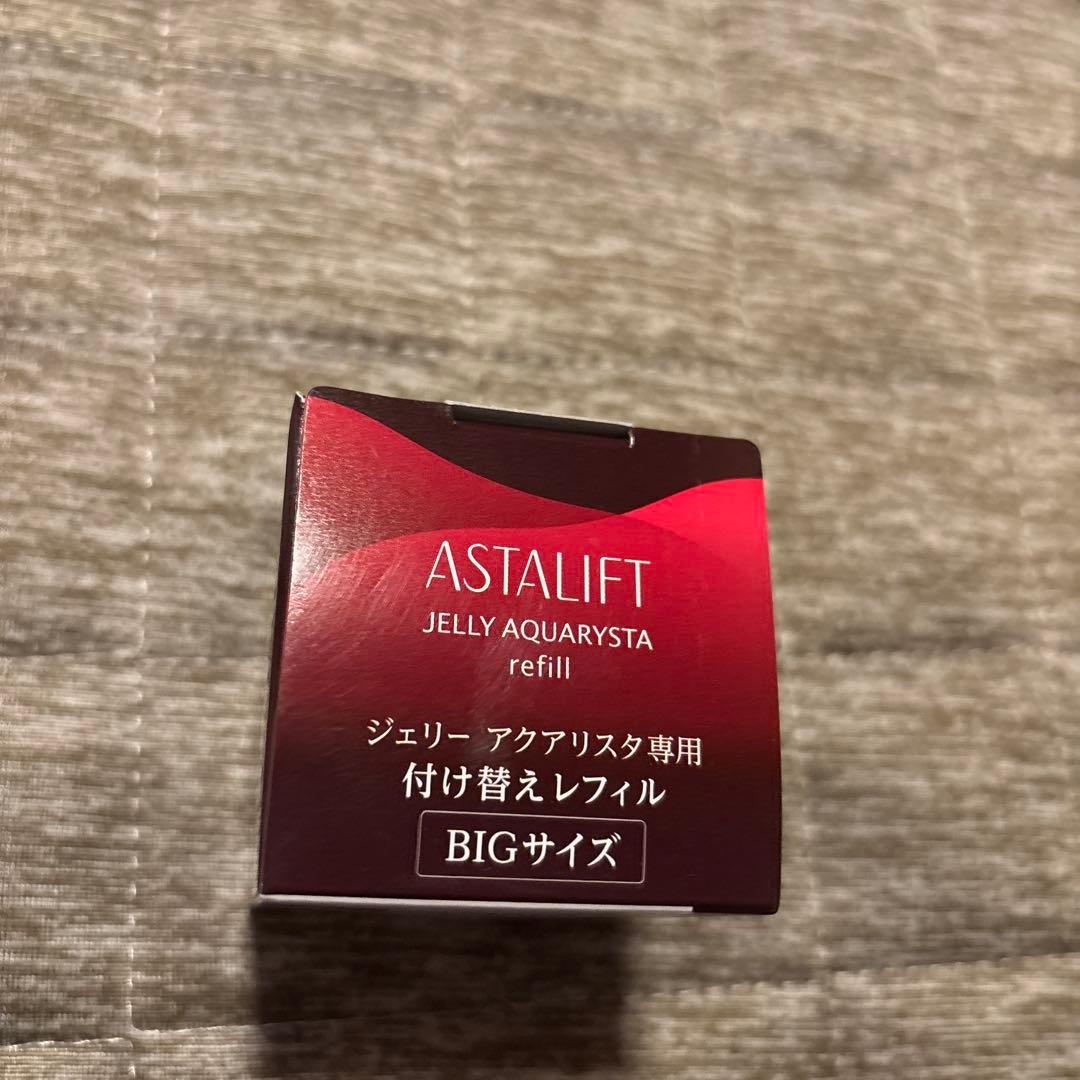 ASTALIFT
JELLY AQUARYSTA
refill
ジェリー アクアリスタ専用
付け替えレフィル
BIGサイズ